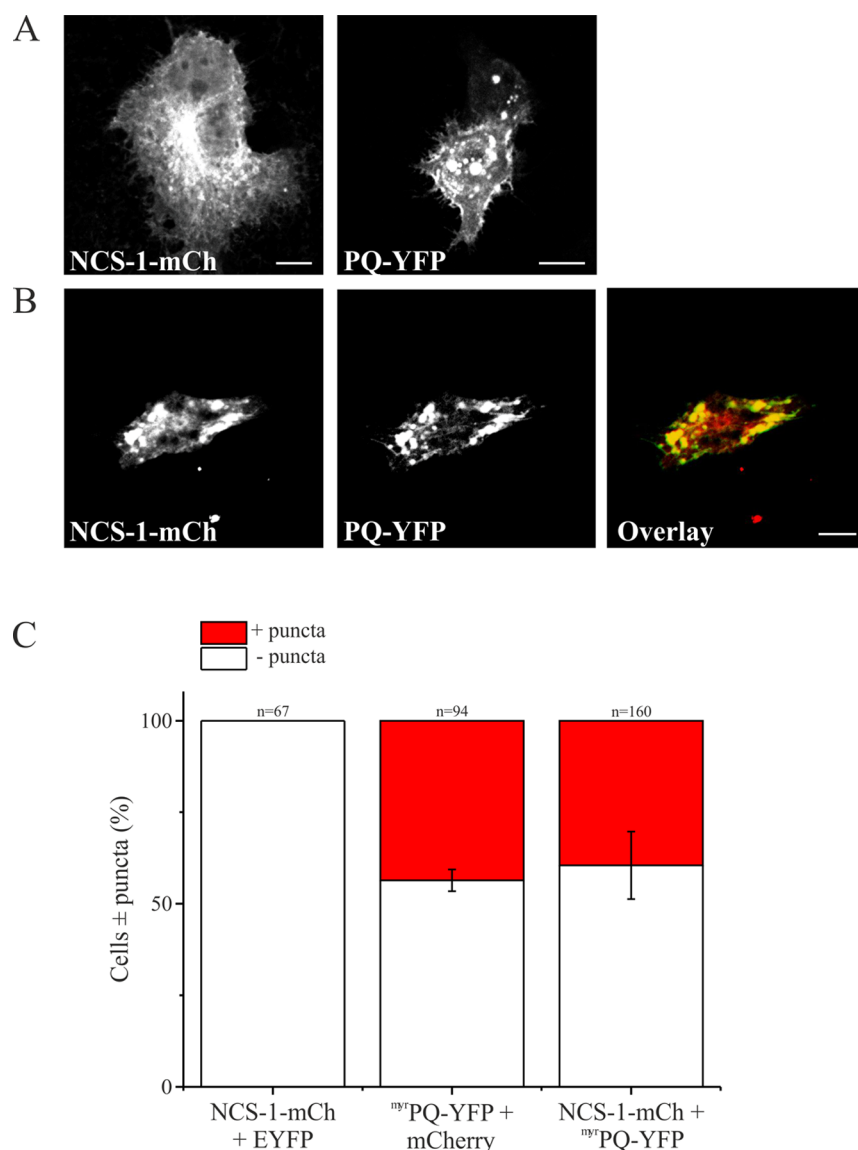 A
NCS-1-mCh
PQ-YFP
B
NCS-1-mCh
PQ-YFP
Overlay
C
+ puncta
- puncta
n=67
n=94
n=160
100
50
0
Cells ± puncta (%)
NCS-1-mCh
+ EYFP
myrPQ-YFP +
mCherry
NCS-1-mCh +
myrPQ-YFP